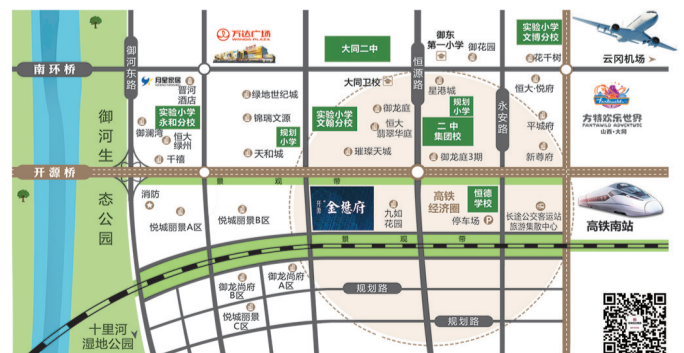 万达广场
WANDA PLAZA
大同二中
御东
第一小学
御花园
实验小学
文博分校
花千树
云冈机场
南环桥
御河东路
恒源路
永安路
月星家居
晋河
酒店
大同卫校
星港城
恒大·悦府
绿地世纪城
实验小学
永和分校
锦瑞文源
规划
小学
实验小学
文翰分校
御龙庭
恒大
翡翠华庭
规划
小学
二中
集团校
平城府
方特欢乐世界
FANTAWILD ADVENTURE
山西·大同
御澜湾
恒大
绿州
千禧
天和城
璀璨天城
御龙庭3期
新尊府
御河生态公园
开源桥
景观带
消防
悦城丽景A区
悦城丽景B区
金懋府
九如
花园
高铁
经济圈
恒德
学校
停车场
P
长途公交客运站
旅游集散中心
高铁南站
景观带
御龙尚府
B区
御龙尚府
A区
悦城丽景
C区
规划路
规划路
十里河
湿地公园